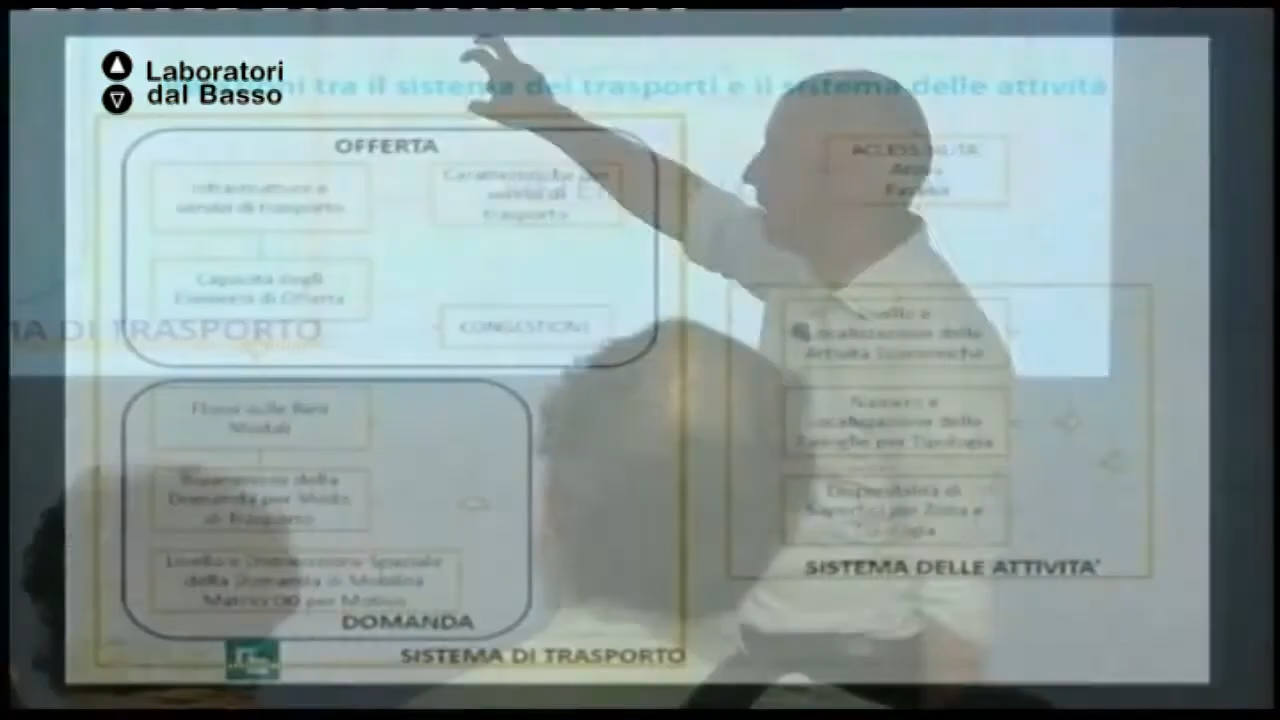 Laboratori
dal Basso
tra il sistema dei trasporti e il sistema delle attività
OFFERTA
Infrastrutture e
servizi di trasporto
Caratteristiche
servizi di
trasporto
Capacità degli
Elementi di Offerta
CONGESTIONE
MA DI TRASPORTO
Flussi sulle Reti
Modali
Ripartizione della
Domanda per Modo
di Trasporto
Livello e Distribuzione Spaziale
della Domanda di Mobilità
Matrici OD per Motivo
DOMANDA
SISTEMA DI TRASPORTO
ACCESSIBILITA'
Livello e
Localizzazione delle
Attività Economiche
Numero e
Localizzazione delle
Famiglie per Tipologia
Disponibilità di
Superfici per Zona e
Tipologia
SISTEMA DELLE ATTIVITA'